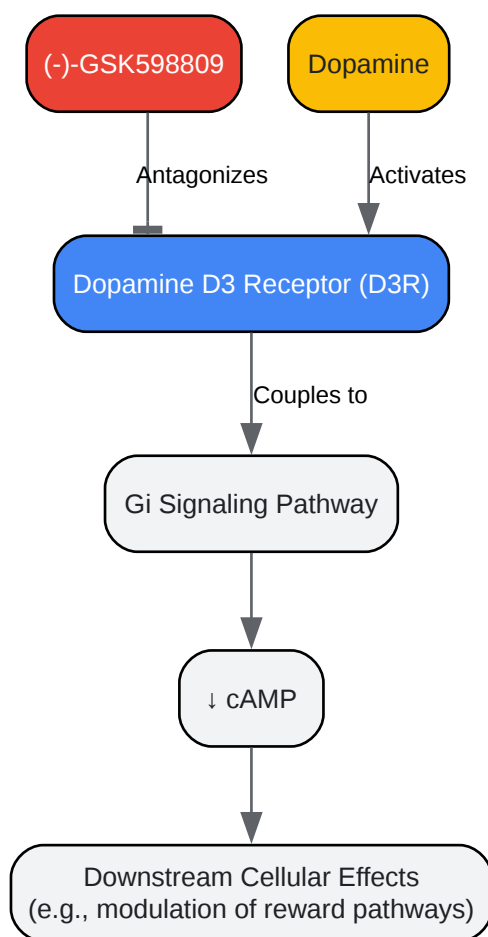 (-)-GSK598809
Dopamine
Antagonizes
Activates
Dopamine D3 Receptor (D3R)
Couples to
Gi Signaling Pathway
↓ cAMP
Downstream Cellular Effects
(e.g., modulation of reward pathways)